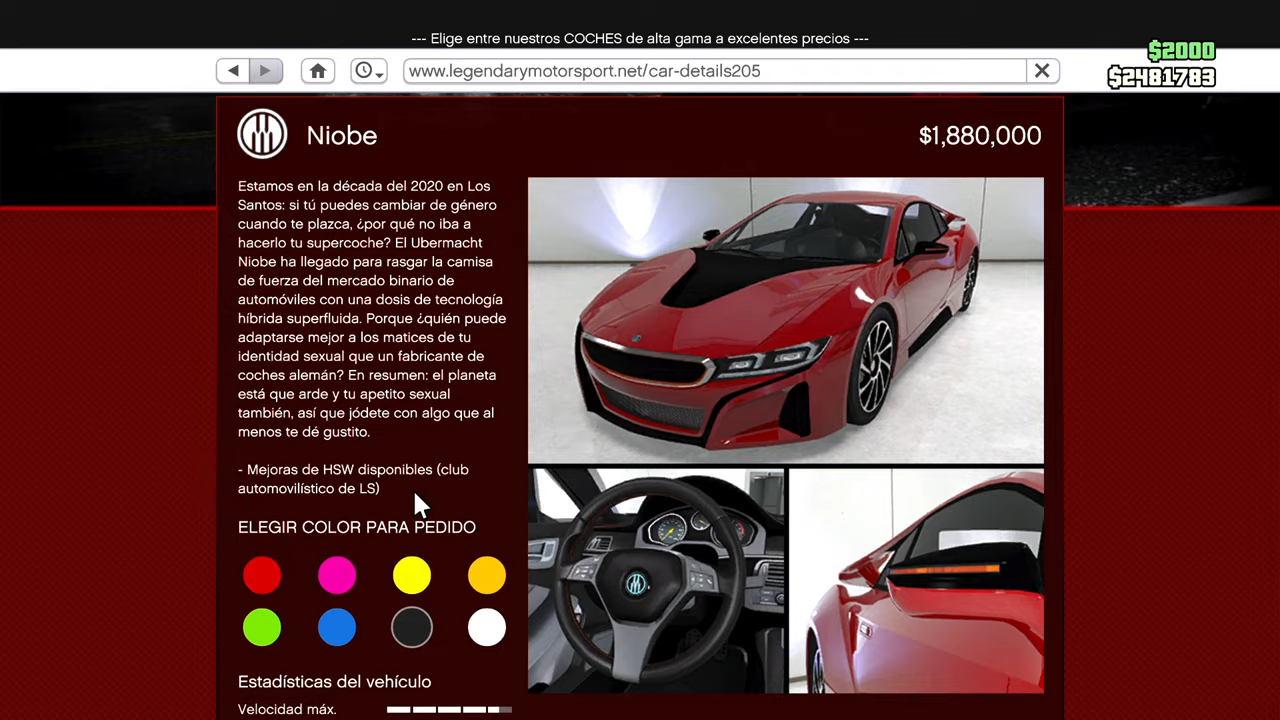 --- Elige entre nuestros COCHES de alta gama a excelentes precios ---
$2000
www.legendarymotorsport.net/car-details205
$2481783
Niobe
$1,880,000
Estamos en la década del 2020 en Los
Santos: si tú puedes cambiar de género
cuando te plazca, ¿por qué no iba a
hacerlo tu supercoche? El Ubermacht
Niobe ha llegado para rasgar la camisa
de fuerza del mercado binario de
automóviles con una dosis de tecnología
híbrida superfluida. Porque ¿quién puede
adaptarse mejor a los matices de tu
identidad sexual que un fabricante de
coches alemán? En resumen: el planeta
está que arde y tu apetito sexual
también, así que jódete con algo que al
menos te dé gustito.
- Mejoras de HSW disponibles (club
automovilístico de LS)
ELEGIR COLOR PARA PEDIDO
Estadísticas del vehículo
Velocidad máx.